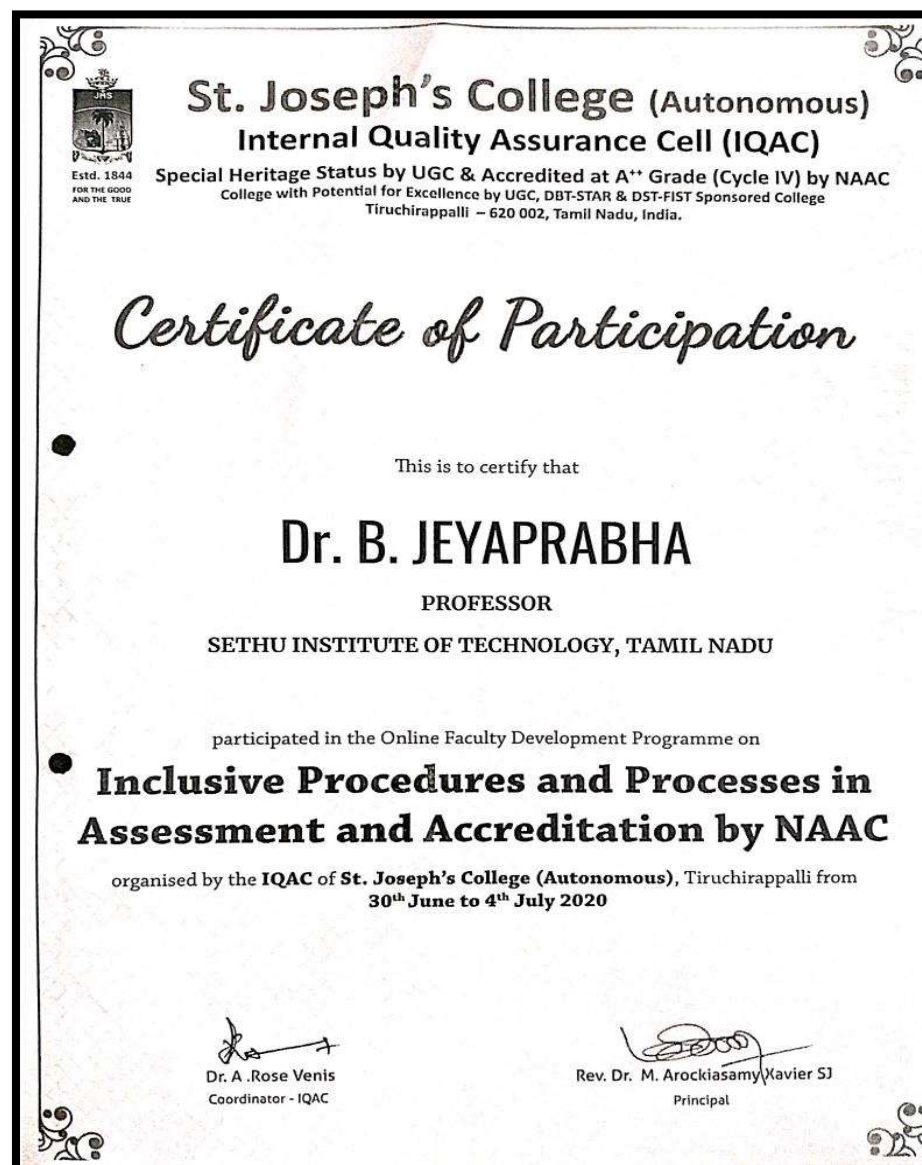 St. Joseph's College (Autonomous)
Internal Quality Assurance Cell (IQAC)
Special Heritage Status by UGC & Accredited at A++ Grade (Cycle IV) by NAAC
College with Potential for Excellence by UGC, DBT-STAR & DST-FIST Sponsored College
Tiruchirappalli – 620 002, Tamil Nadu, India.
JHS
Estd. 1844
FOR THE GOOD
AND THE TRUE
Certificate of Participation
This is to certify that
Dr. B. JEYAPRABHA
PROFESSOR
SETHU INSTITUTE OF TECHNOLOGY, TAMIL NADU
participated in the Online Faculty Development Programme on
Inclusive Procedures and Processes in
Assessment and Accreditation by NAAC
organised by the IQAC of St. Joseph's College (Autonomous), Tiruchirappalli from
30th June to 4th July 2020
Dr. A .Rose Venis
Coordinator - IQAC
Rev. Dr. M. Arockiasamy Xavier SJ
Principal